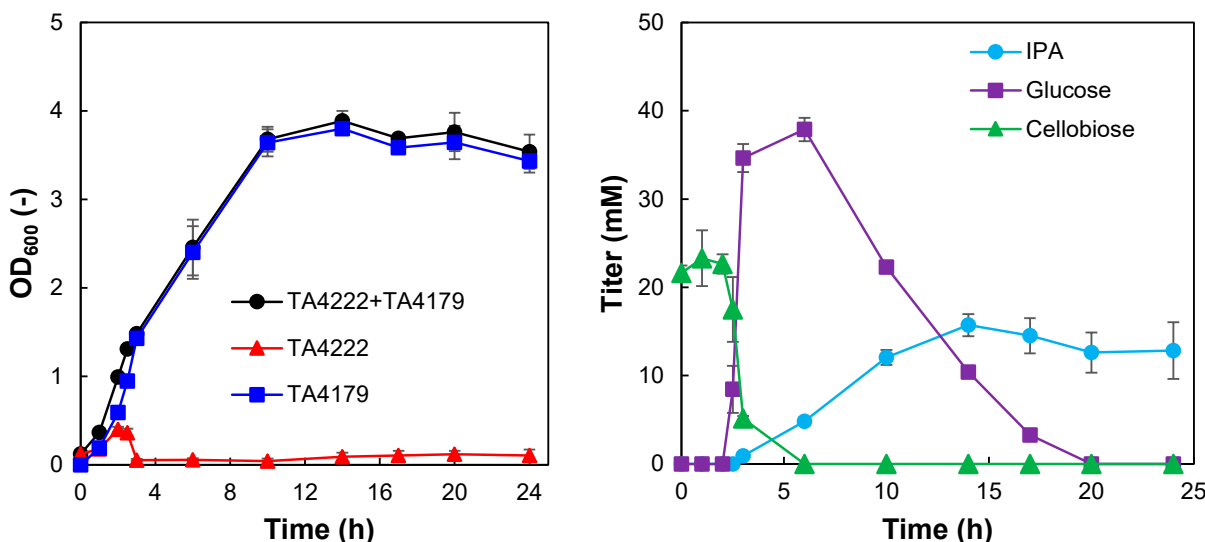 5
4
3
2
1
0
OD600 (-)
TA4222+TA4179
TA4222
TA4179
0 4 8 12 16 20 24
Time (h)
50
40
30
20
10
0
Titer (mM)
IPA
Glucose
Cellobiose
0 5 10 15 20 25
Time (h)